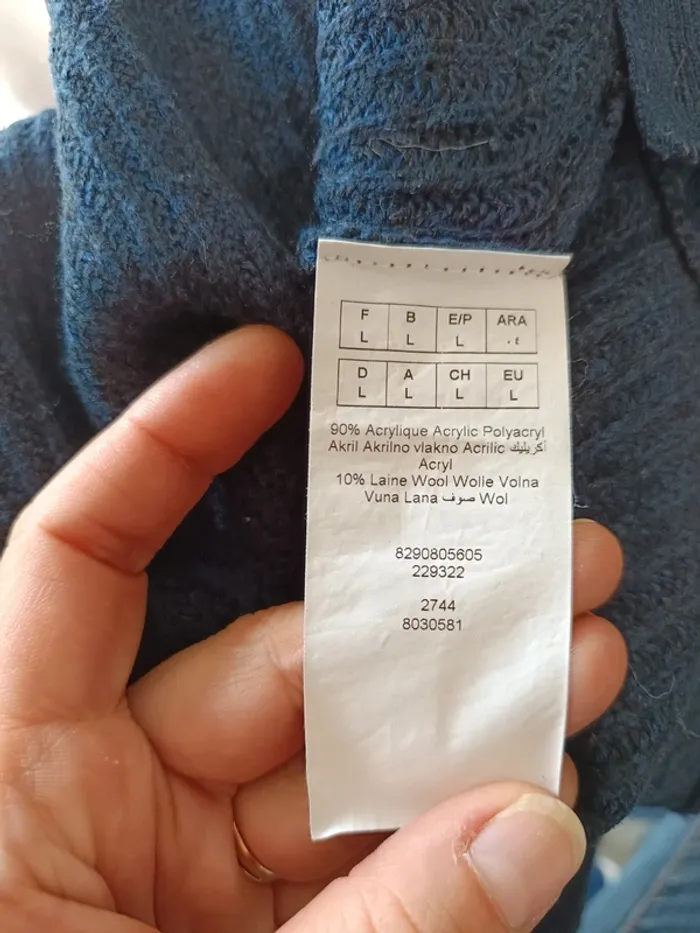 F B E/P ARA
L L L ٠٤
D A CH EU
L L L L
90% Acrylique Acrylic Polyacryl
Akril Akrilno vlakno Acrilic أكريليك
Acryl
10% Laine Wool Wolle Volna
Vuna Lana صوف Wol
8290805605
229322
2744
8030581